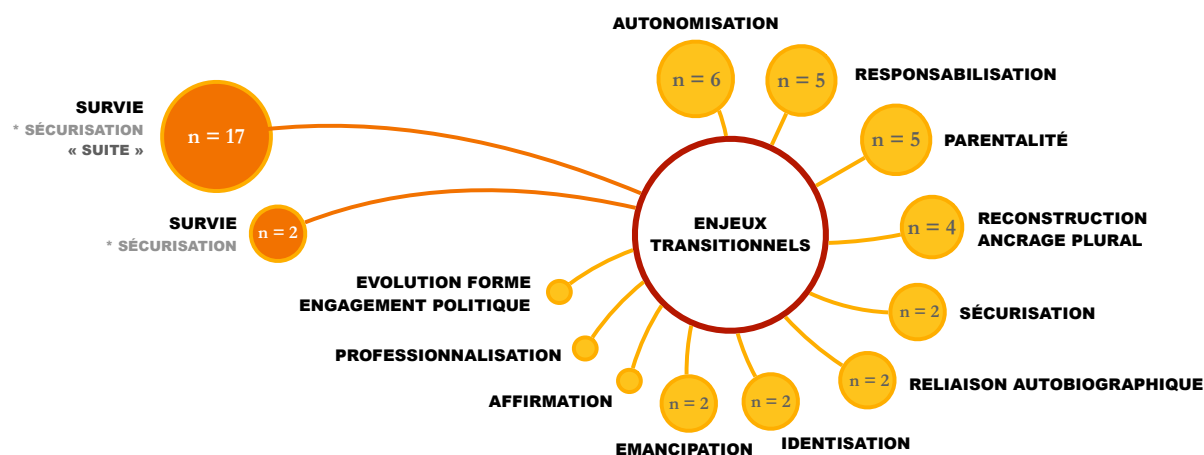 AUTONOMISATION
n = 6
n = 5
RESPONSABILISATION
SURVIE
* SÉCURISATION
« SUITE »
n = 17
n = 5
PARENTALITÉ
SURVIE
* SÉCURISATION
n = 2
ENJEUX
TRANSITIONNELS
n = 4
RECONSTRUCTION
ANCRAGE PLURAL
EVOLUTION FORME
ENGAGEMENT POLITIQUE
n = 2
SÉCURISATION
PROFESSIONNALISATION
n = 2
RELIAISON AUTOBIOGRAPHIQUE
AFFIRMATION
n = 2
EMANCIPATION
n = 2
IDENTISATION